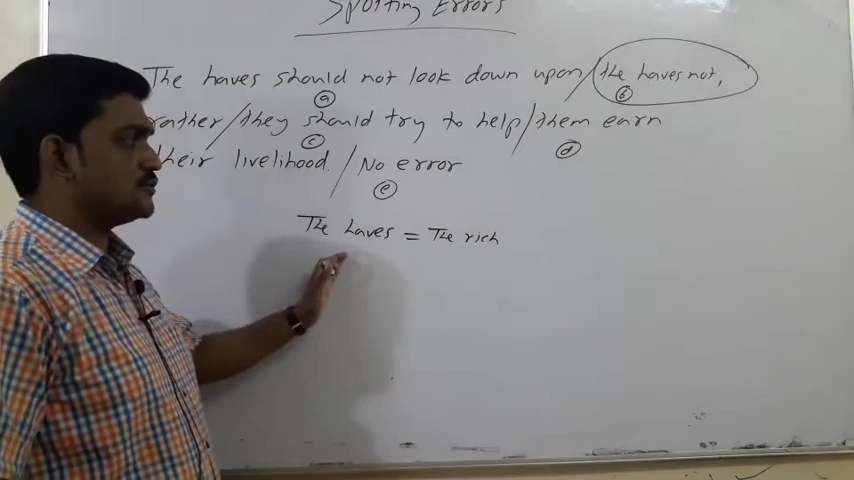 Spotting Errors
The haves should not look down upon/ the haves not,
(a) (b)
rather/ they should try to help/ them earn
(c) (d)
their livelihood. / No error
(e)
The haves = The rich